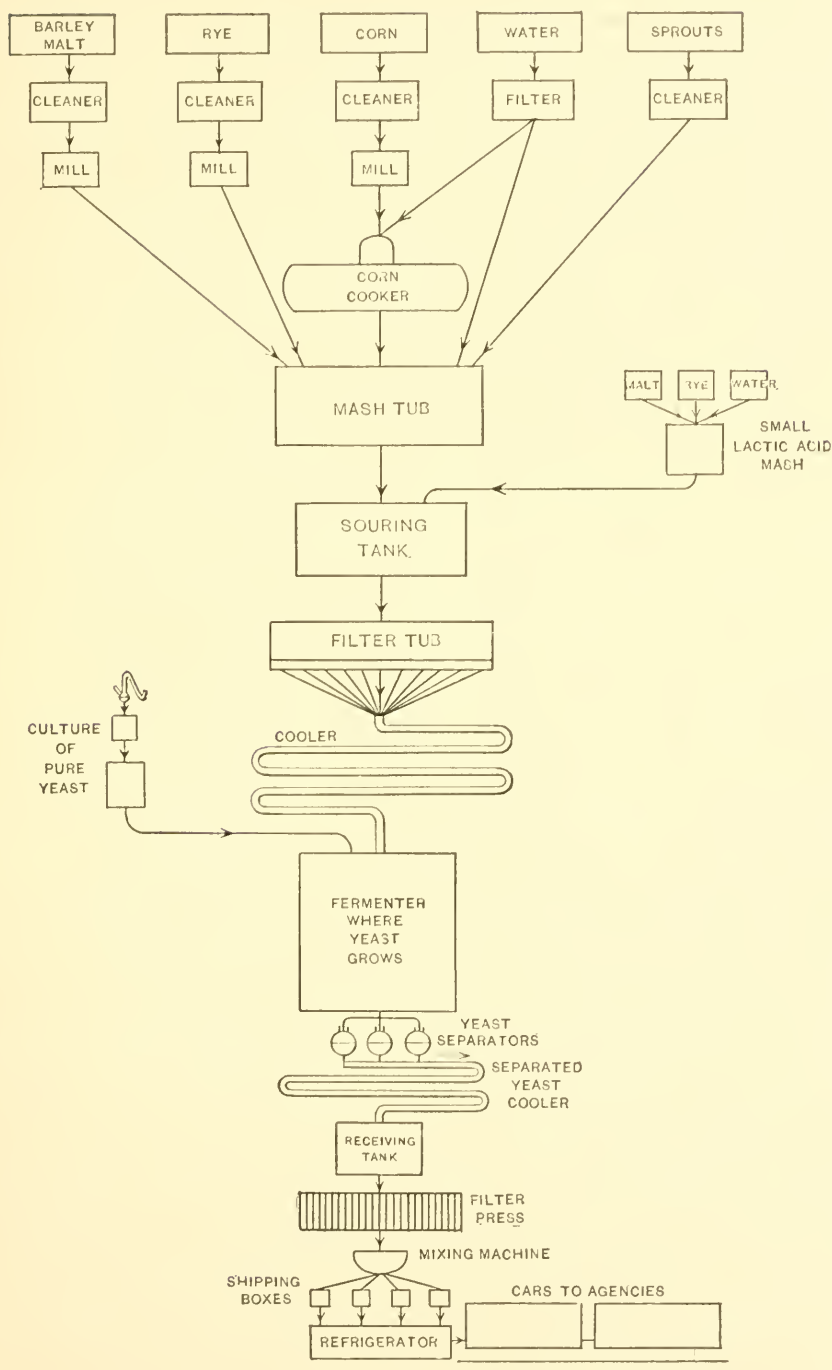 BARLEY
MALT
RYE
CORN
WATER
SPROUTS
CLEANER
CLEANER
CLEANER
FILTER
CLEANER
MILL
MILL
MILL
CORN
COOKER
MASH TUB
MALT
RYE
WATER
SMALL
LACTIC ACID
MASH
SOURING
TANK
FILTER TUB
COOLER
CULTURE
OF
PURE
YEAST
FERMENTER
WHERE
YEAST
GROWS
YEAST
SEPARATORS
SEPARATED
YEAST
COOLER
RECEIVING
TANK
FILTER
PRESS
MIXING MACHINE
SHIPPING
BOXES
CARS TO AGENCIES
REFRIGERATOR